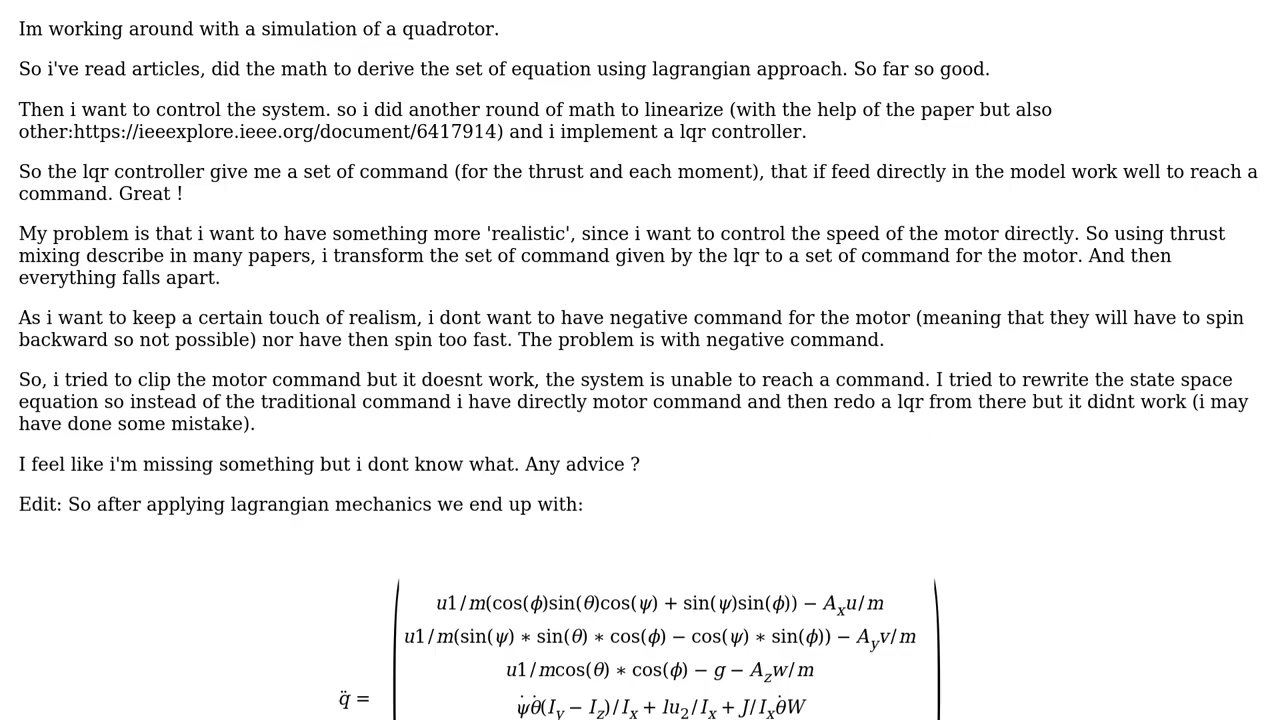 Im working around with a simulation of a quadrotor.
So i've read articles, did the math to derive the set of equation using lagrangian approach. So far so good.
Then i want to control the system. so i did another round of math to linearize (with the help of the paper but also
other:https://ieeexplore.ieee.org/document/6417914) and i implement a lqr controller.
So the lqr controller give me a set of command (for the thrust and each moment), that if feed directly in the model work well to reach a
command. Great !
My problem is that i want to have something more 'realistic', since i want to control the speed of the motor directly. So using thrust
mixing describe in many papers, i transform the set of command given by the lqr to a set of command for the motor. And then
everything falls apart.
As i want to keep a certain touch of realism, i dont want to have negative command for the motor (meaning that they will have to spin
backward so not possible) nor have then spin too fast. The problem is with negative command.
So, i tried to clip the motor command but it doesnt work, the system is unable to reach a command. I tried to rewrite the state space
equation so instead of the traditional command i have directly motor command and then redo a lqr from there but it didnt work (i may
have done some mistake).
I feel like i'm missing something but i dont know what. Any advice ?
Edit: So after applying lagrangian mechanics we end up with:
u1/m(cos(ϕ)sin(θ)cos(ψ) + sin(ψ)sin(ϕ)) − A_x u/m
u1/m(sin(ψ) ∗ sin(θ) ∗ cos(ϕ) − cos(ψ) ∗ sin(ϕ)) − A_y v/m
u1/mcos(θ) ∗ cos(ϕ) − g − A_z w/m
q̈ = ψ̇θ̇(I_y − I_z)/I_x + lu_2/I_x + J/I_x θ̇W